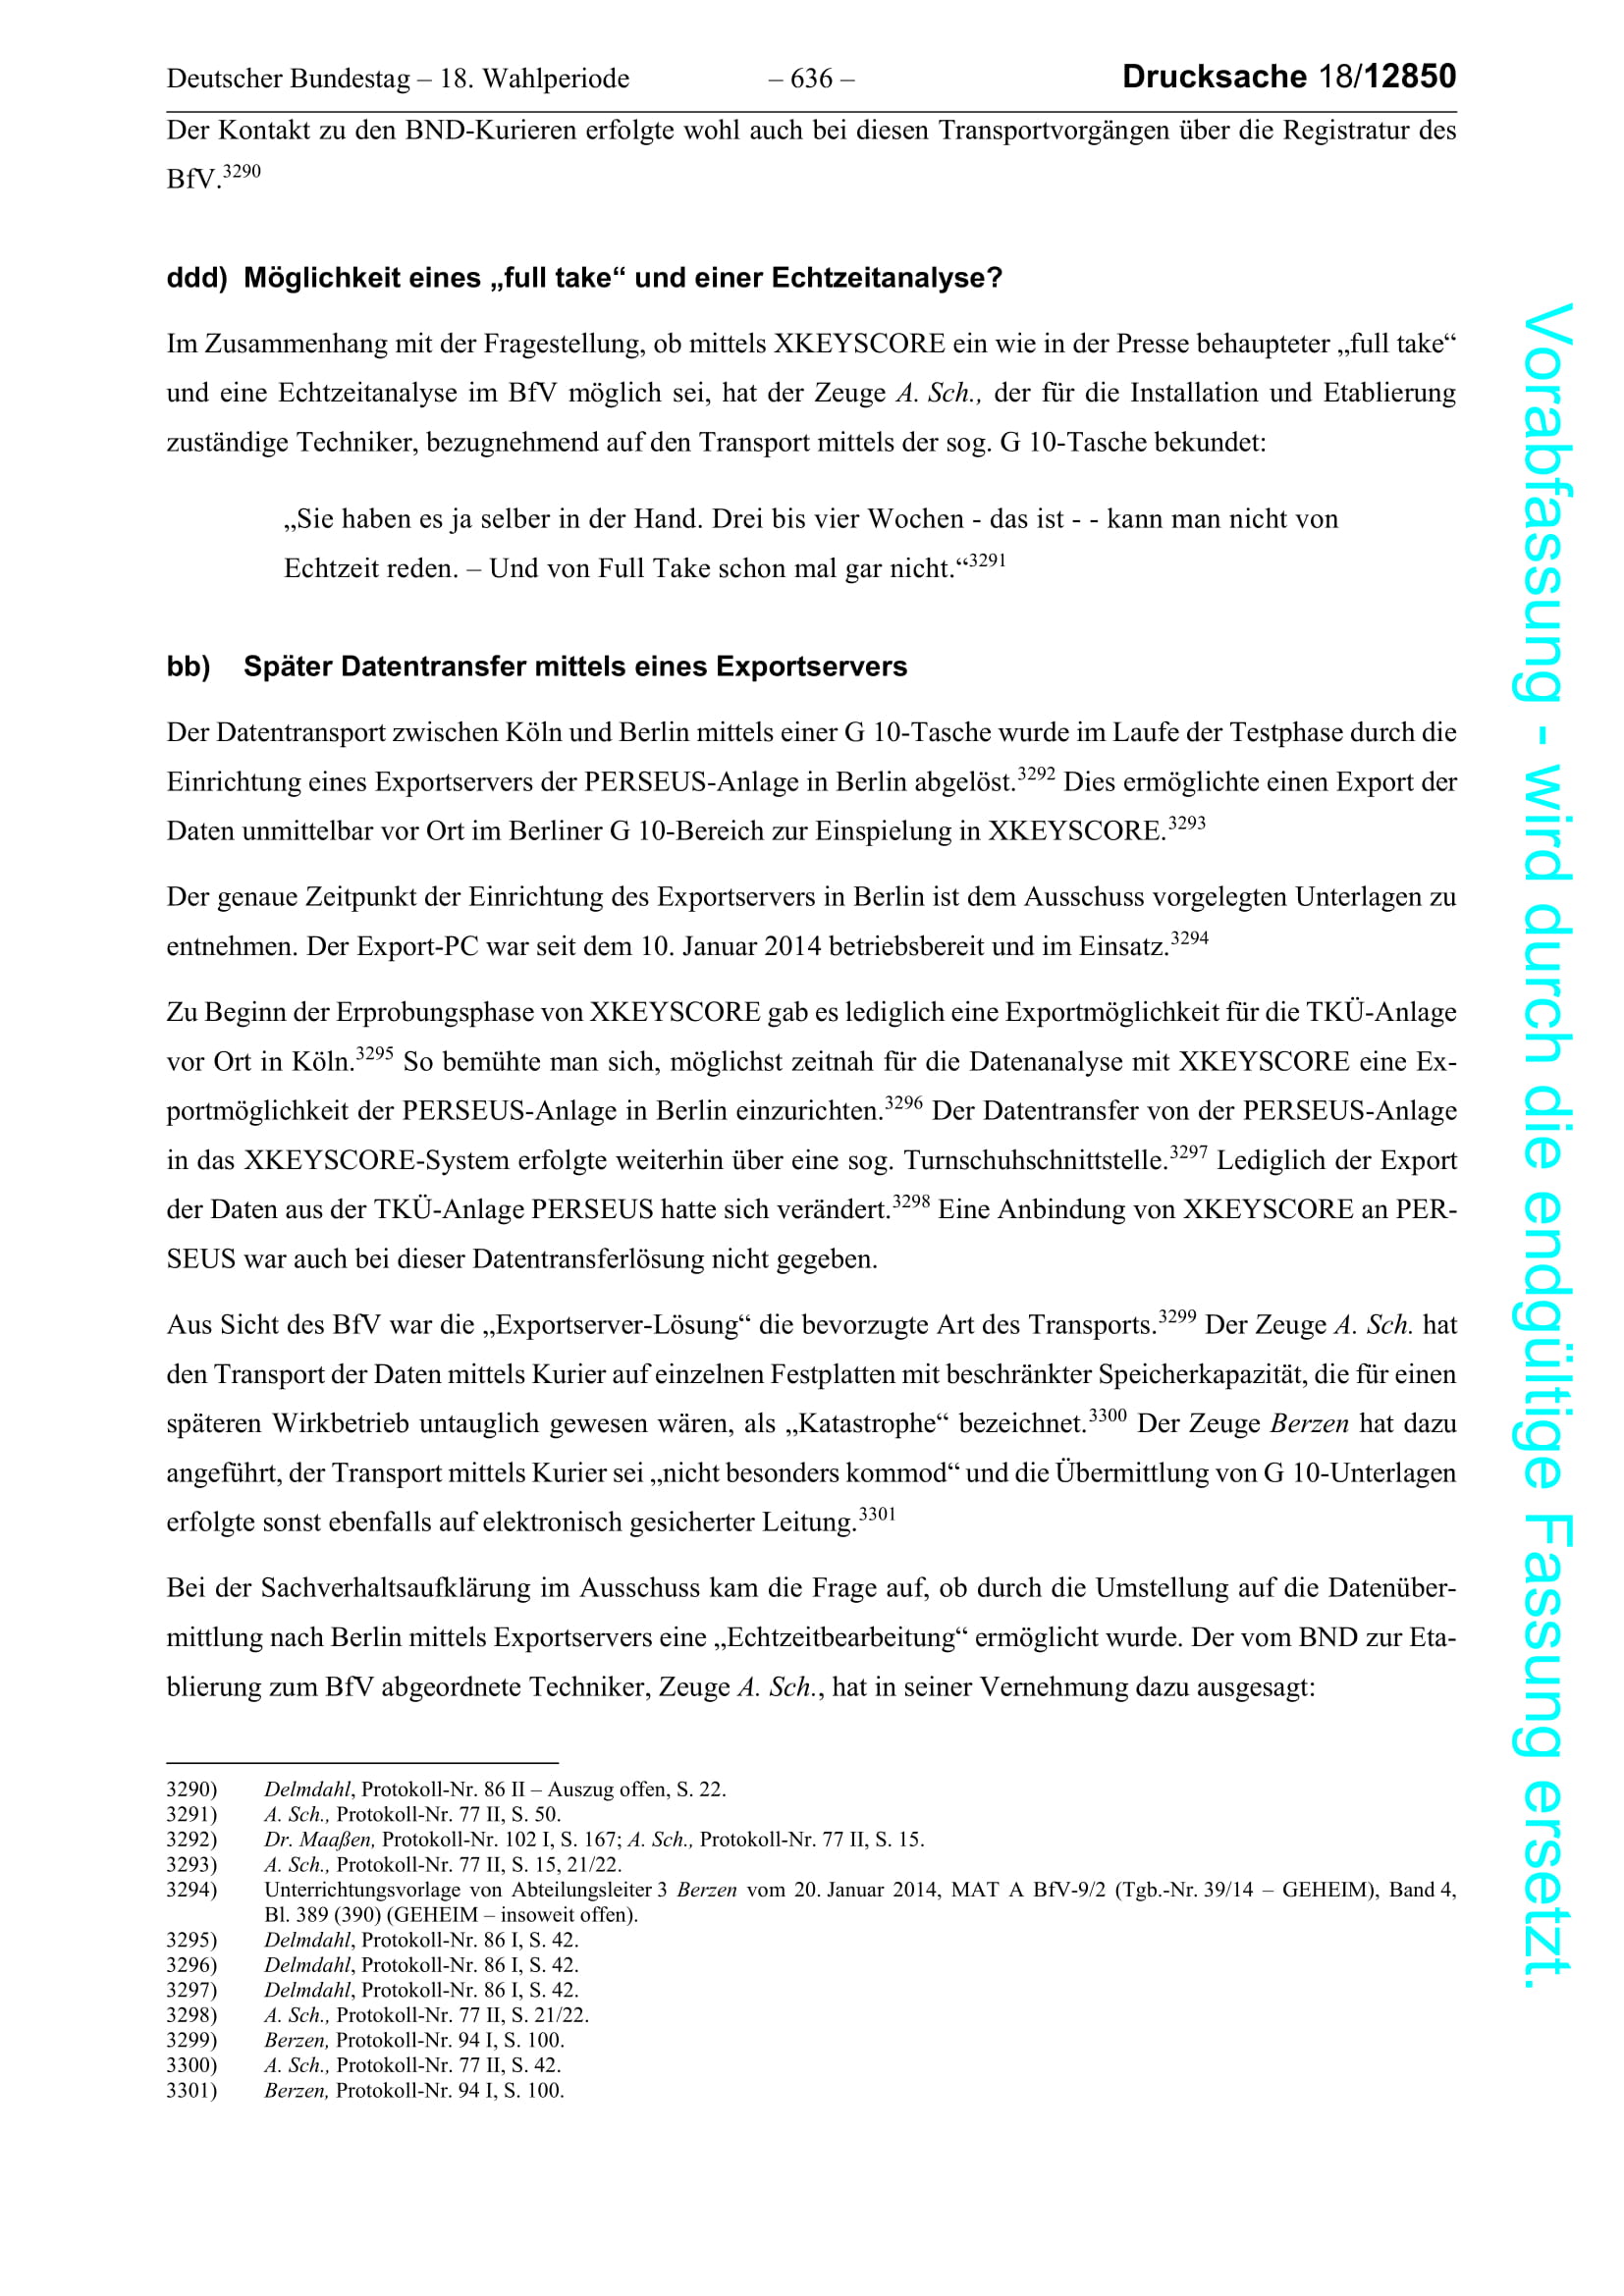 Deutscher Bundestag – 18. Wahlperiode – 636 – Drucksache 18/12850
Der Kontakt zu den BND-Kurieren erfolgte wohl auch bei diesen Transportvorgängen über die Registratur des
BfV.3290
ddd) Möglichkeit eines „full take“ und einer Echtzeitanalyse?
Im Zusammenhang mit der Fragestellung, ob mittels XKEYSCORE ein wie in der Presse behaupteter „full take“
und eine Echtzeitanalyse im BfV möglich sei, hat der Zeuge A. Sch., der für die Installation und Etablierung
zuständige Techniker, bezugnehmend auf den Transport mittels der sog. G 10-Tasche bekundet:
„Sie haben es ja selber in der Hand. Drei bis vier Wochen - das ist - - kann man nicht von
Echtzeit reden. – Und von Full Take schon mal gar nicht.“3291
bb) Später Datentransfer mittels eines Exportservers
Der Datentransport zwischen Köln und Berlin mittels einer G 10-Tasche wurde im Laufe der Testphase durch die
Einrichtung eines Exportservers der PERSEUS-Anlage in Berlin abgelöst.3292 Dies ermöglichte einen Export der
Daten unmittelbar vor Ort im Berliner G 10-Bereich zur Einspielung in XKEYSCORE.3293
Der genaue Zeitpunkt der Einrichtung des Exportservers in Berlin ist dem Ausschuss vorgelegten Unterlagen zu
entnehmen. Der Export-PC war seit dem 10. Januar 2014 betriebsbereit und im Einsatz.3294
Zu Beginn der Erprobungsphase von XKEYSCORE gab es lediglich eine Exportmöglichkeit für die TKÜ-Anlage
vor Ort in Köln.3295 So bemühte man sich, möglichst zeitnah für die Datenanalyse mit XKEYSCORE eine Ex-
portmöglichkeit der PERSEUS-Anlage in Berlin einzurichten.3296 Der Datentransfer von der PERSEUS-Anlage
in das XKEYSCORE-System erfolgte weiterhin über eine sog. Turnschuhschnittstelle.3297 Lediglich der Export
der Daten aus der TKÜ-Anlage PERSEUS hatte sich verändert.3298 Eine Anbindung von XKEYSCORE an PER-
SEUS war auch bei dieser Datentransferlösung nicht gegeben.
Aus Sicht des BfV war die „Exportserver-Lösung“ die bevorzugte Art des Transports.3299 Der Zeuge A. Sch. hat
den Transport der Daten mittels Kurier auf einzelnen Festplatten mit beschränkter Speicherkapazität, die für einen
späteren Wirkbetrieb untauglich gewesen wären, als „Katastrophe“ bezeichnet.3300 Der Zeuge Berzen hat dazu
angeführt, der Transport mittels Kurier sei „nicht besonders kommod“ und die Übermittlung von G 10-Unterlagen
erfolgte sonst ebenfalls auf elektronisch gesicherter Leitung.3301
Bei der Sachverhaltsaufklärung im Ausschuss kam die Frage auf, ob durch die Umstellung auf die Datenüber-
mittlung nach Berlin mittels Exportservers eine „Echtzeitbearbeitung“ ermöglicht wurde. Der vom BND zur Eta-
blierung zum BfV abgeordnete Techniker, Zeuge A. Sch., hat in seiner Vernehmung dazu ausgesagt:
3290) Delmdahl, Protokoll-Nr. 86 II – Auszug offen, S. 22.
3291) A. Sch., Protokoll-Nr. 77 II, S. 50.
3292) Dr. Maaßen, Protokoll-Nr. 102 I, S. 167; A. Sch., Protokoll-Nr. 77 II, S. 15.
3293) A. Sch., Protokoll-Nr. 77 II, S. 15, 21/22.
3294) Unterrichtungsvorlage von Abteilungsleiter 3 Berzen vom 20. Januar 2014, MAT A BfV-9/2 (Tgb.-Nr. 39/14 – GEHEIM), Band 4,
Bl. 389 (390) (GEHEIM – insoweit offen).
3295) Delmdahl, Protokoll-Nr. 86 I, S. 42.
3296) Delmdahl, Protokoll-Nr. 86 I, S. 42.
3297) Delmdahl, Protokoll-Nr. 86 I, S. 42.
3298) A. Sch., Protokoll-Nr. 77 II, S. 21/22.
3299) Berzen, Protokoll-Nr. 94 I, S. 100.
3300) A. Sch., Protokoll-Nr. 77 II, S. 42.
3301) Berzen, Protokoll-Nr. 94 I, S. 100.
Vorabfassung - wird durch die endgültige Fassung ersetzt.